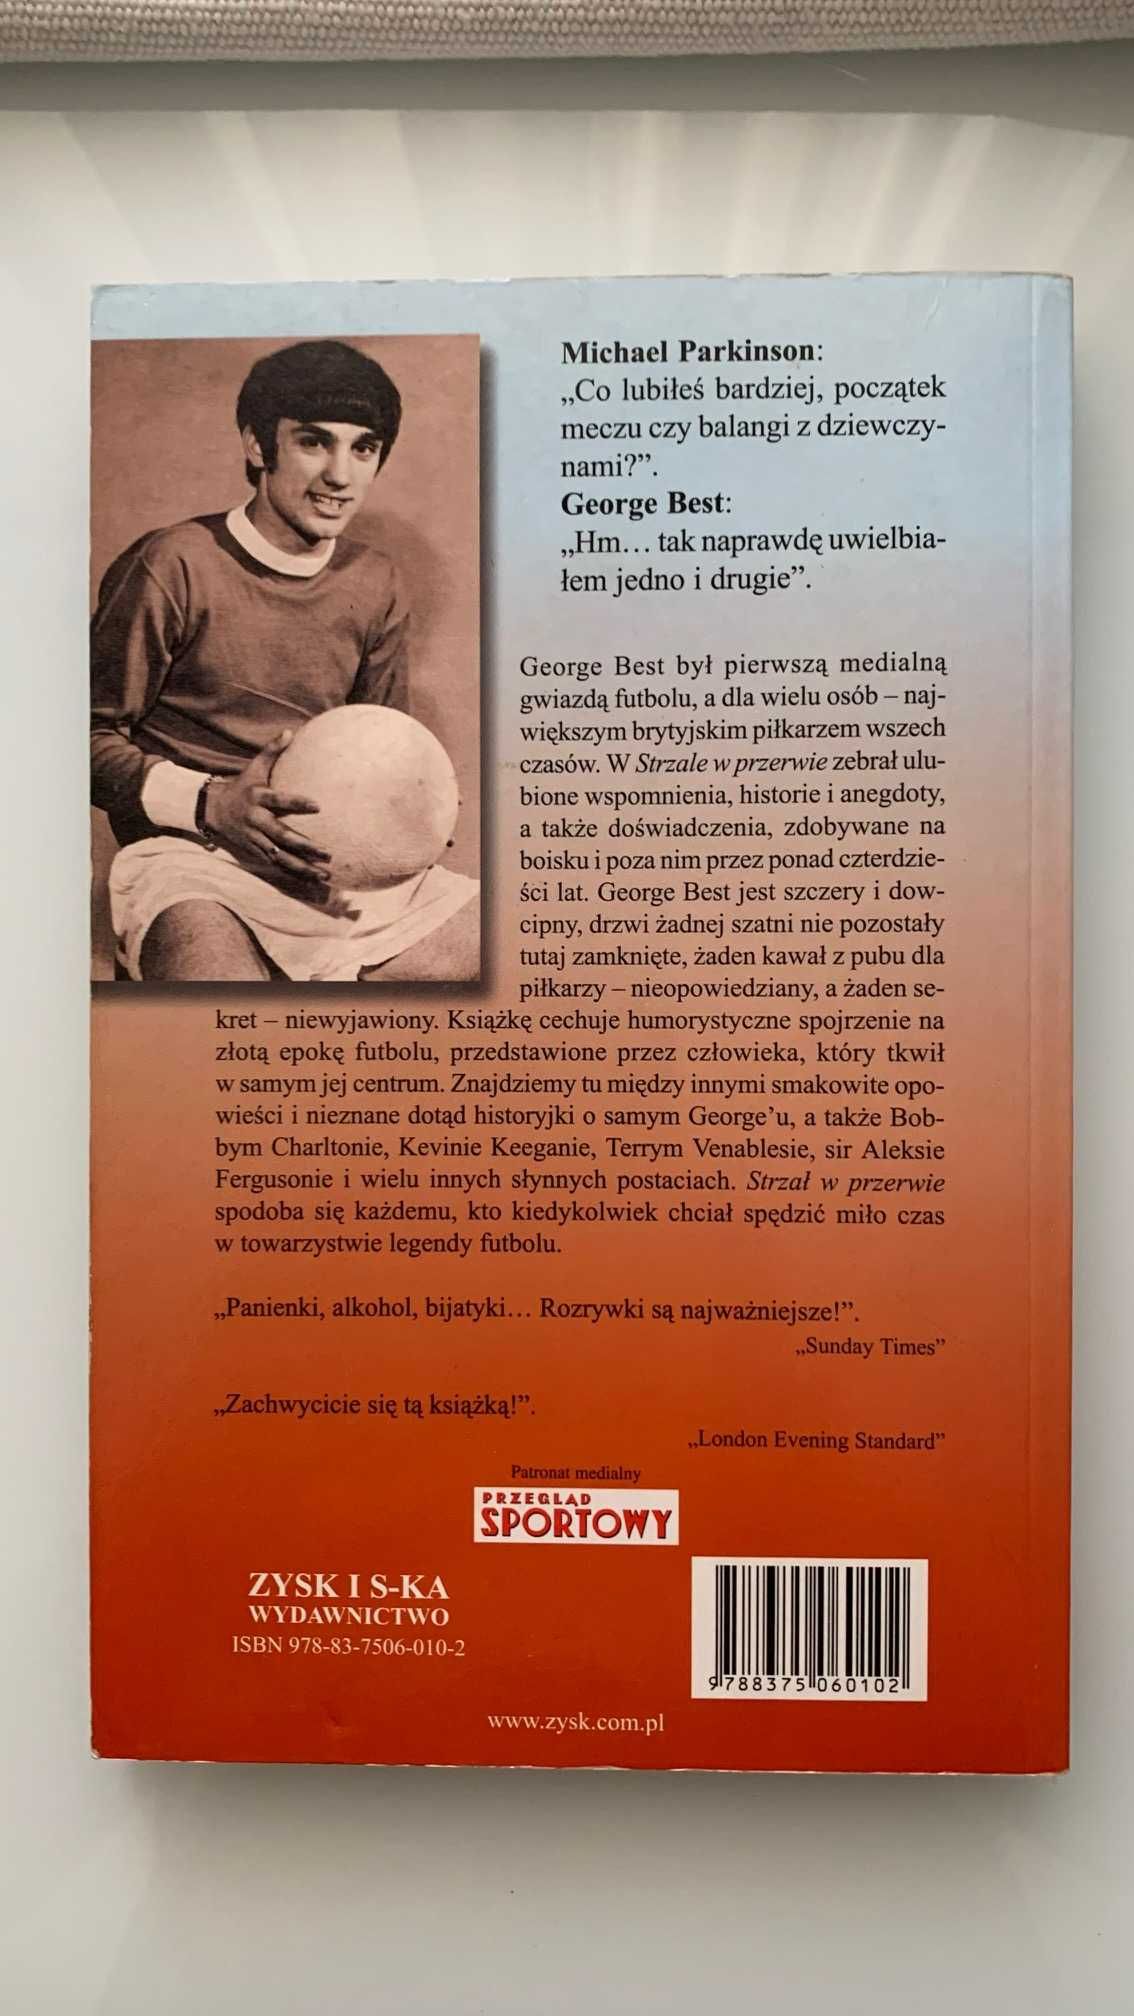 Michael Parkinson:
„Co lubiłeś bardziej, początek
meczu czy balangi z dziewczy-
nami?”.
George Best:
„Hm… tak naprawdę uwielbia-
łem jedno i drugie”.
George Best był pierwszą medialną
gwiazdą futbolu, a dla wielu osób – naj-
większym brytyjskim piłkarzem wszech
czasów. W Strzale w przerwie zebrał ulu-
bione wspomnienia, historie i anegdoty,
a także doświadczenia, zdobywane na
boisku i poza nim przez ponad czterdzie-
ści lat. George Best jest szczery i dow-
cipny, drzwi żadnej szatni nie pozostały
tutaj zamknięte, żaden kawał z pubu dla
piłkarzy – nieopowiedziany, a żaden se-
kret – niewyjawiony. Książkę cechuje humorystyczne spojrzenie na
złotą epokę futbolu, przedstawione przez człowieka, który tkwił
w samym jej centrum. Znajdziemy tu między innymi smakowite opo-
wieści i nieznane dotąd historyjki o samym George’u, a także Bob-
bym Charltonie, Kevinie Keeganie, Terrym Venablesie, sir Aleksie
Fergusonie i wielu innych słynnych postaciach. Strzał w przerwie
spodoba się każdemu, kto kiedykolwiek chciał spędzić miło czas
w towarzystwie legendy futbolu.
„Panienki, alkohol, bijatyki… Rozrywki są najważniejsze!”.
„Sunday Times”
„Zachwycicie się tą książką!”.
„London Evening Standard”
Patronat medialny
PRZEGLĄD
SPORTOWY
ZYSK I S-KA
WYDAWNICTWO
ISBN 978-83-7506-010-2
9 788375 060102
www.zysk.com.pl